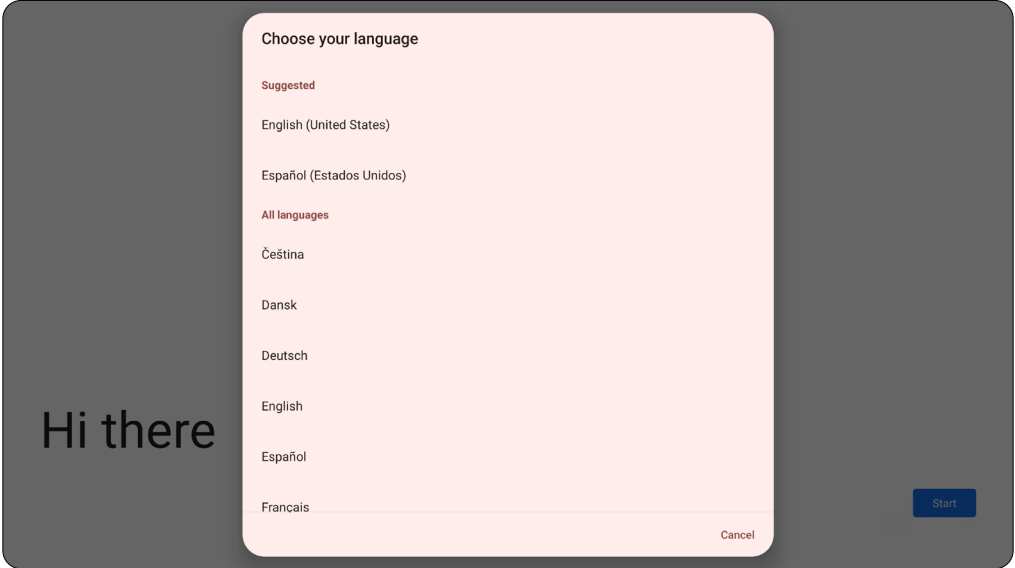 Choose your language
Suggested
English (United States)
Español (Estados Unidos)
All languages
Čeština
Dansk
Deutsch
English
Español
Français
Cancel
Hi there
Start